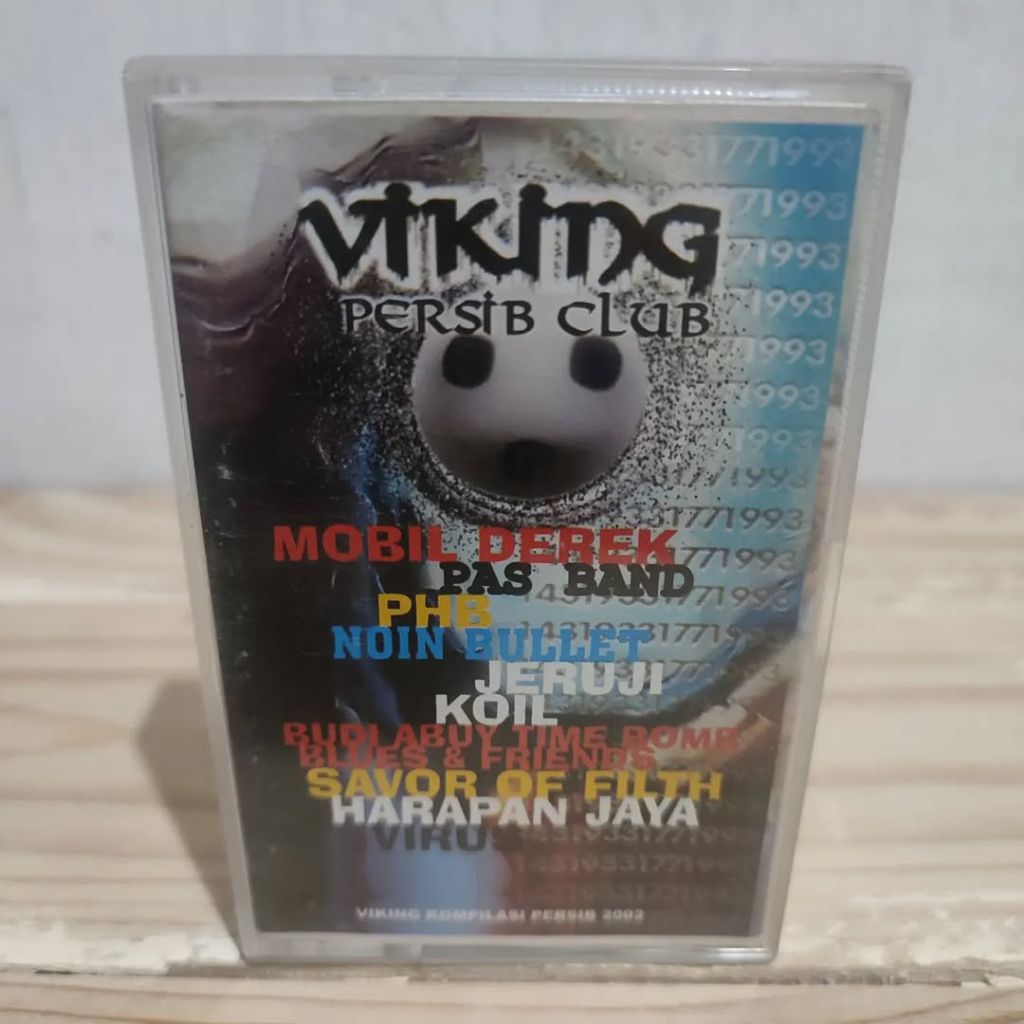 VIKING
PERSIB CLUB
MOBIL DEREK
PAS BAND
PHB
NOIN BULLET
JERUJI
KOIL
BUDI ABUY TIME BOMB
BLUES & FRIENDS
SAVOR OF FILTH
HARAPAN JAYA
VIRUS
VIKING KOMPILASI PERSIB 2002